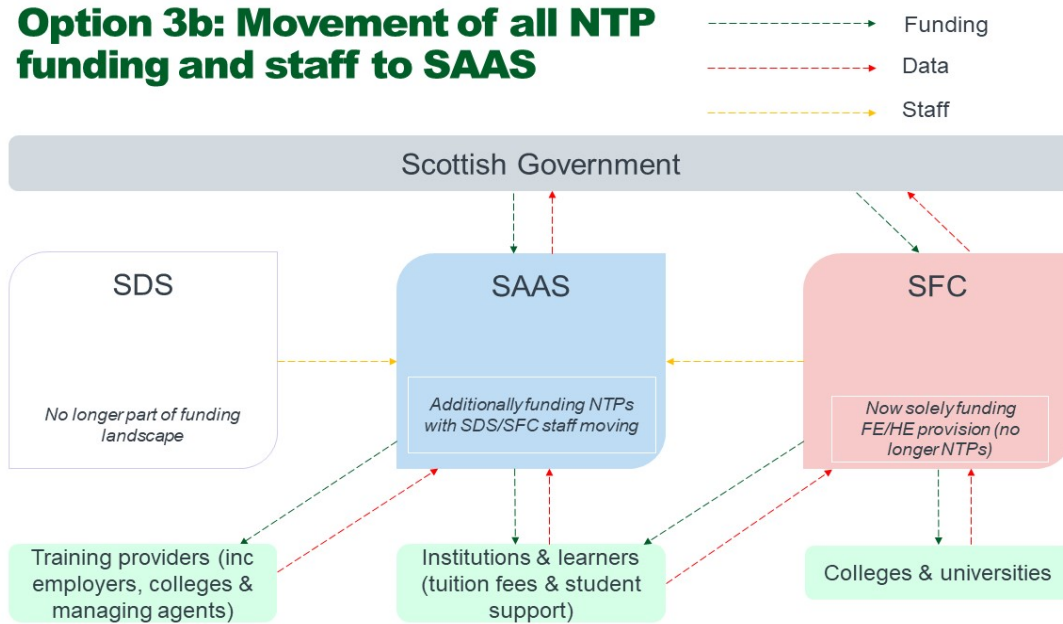 Option 3b: Movement of all NTP
funding and staff to SAAS
Funding
Data
Staff
Scottish Government
SDS
No longer part of funding
landscape
SAAS
Additionally funding NTPs
with SDS/SFC staff moving
SFC
Now solely funding
FE/HE provision (no
longer NTPs)
Training providers (inc
employers, colleges &
managing agents)
Institutions & learners
(tuition fees & student
support)
Colleges & universities